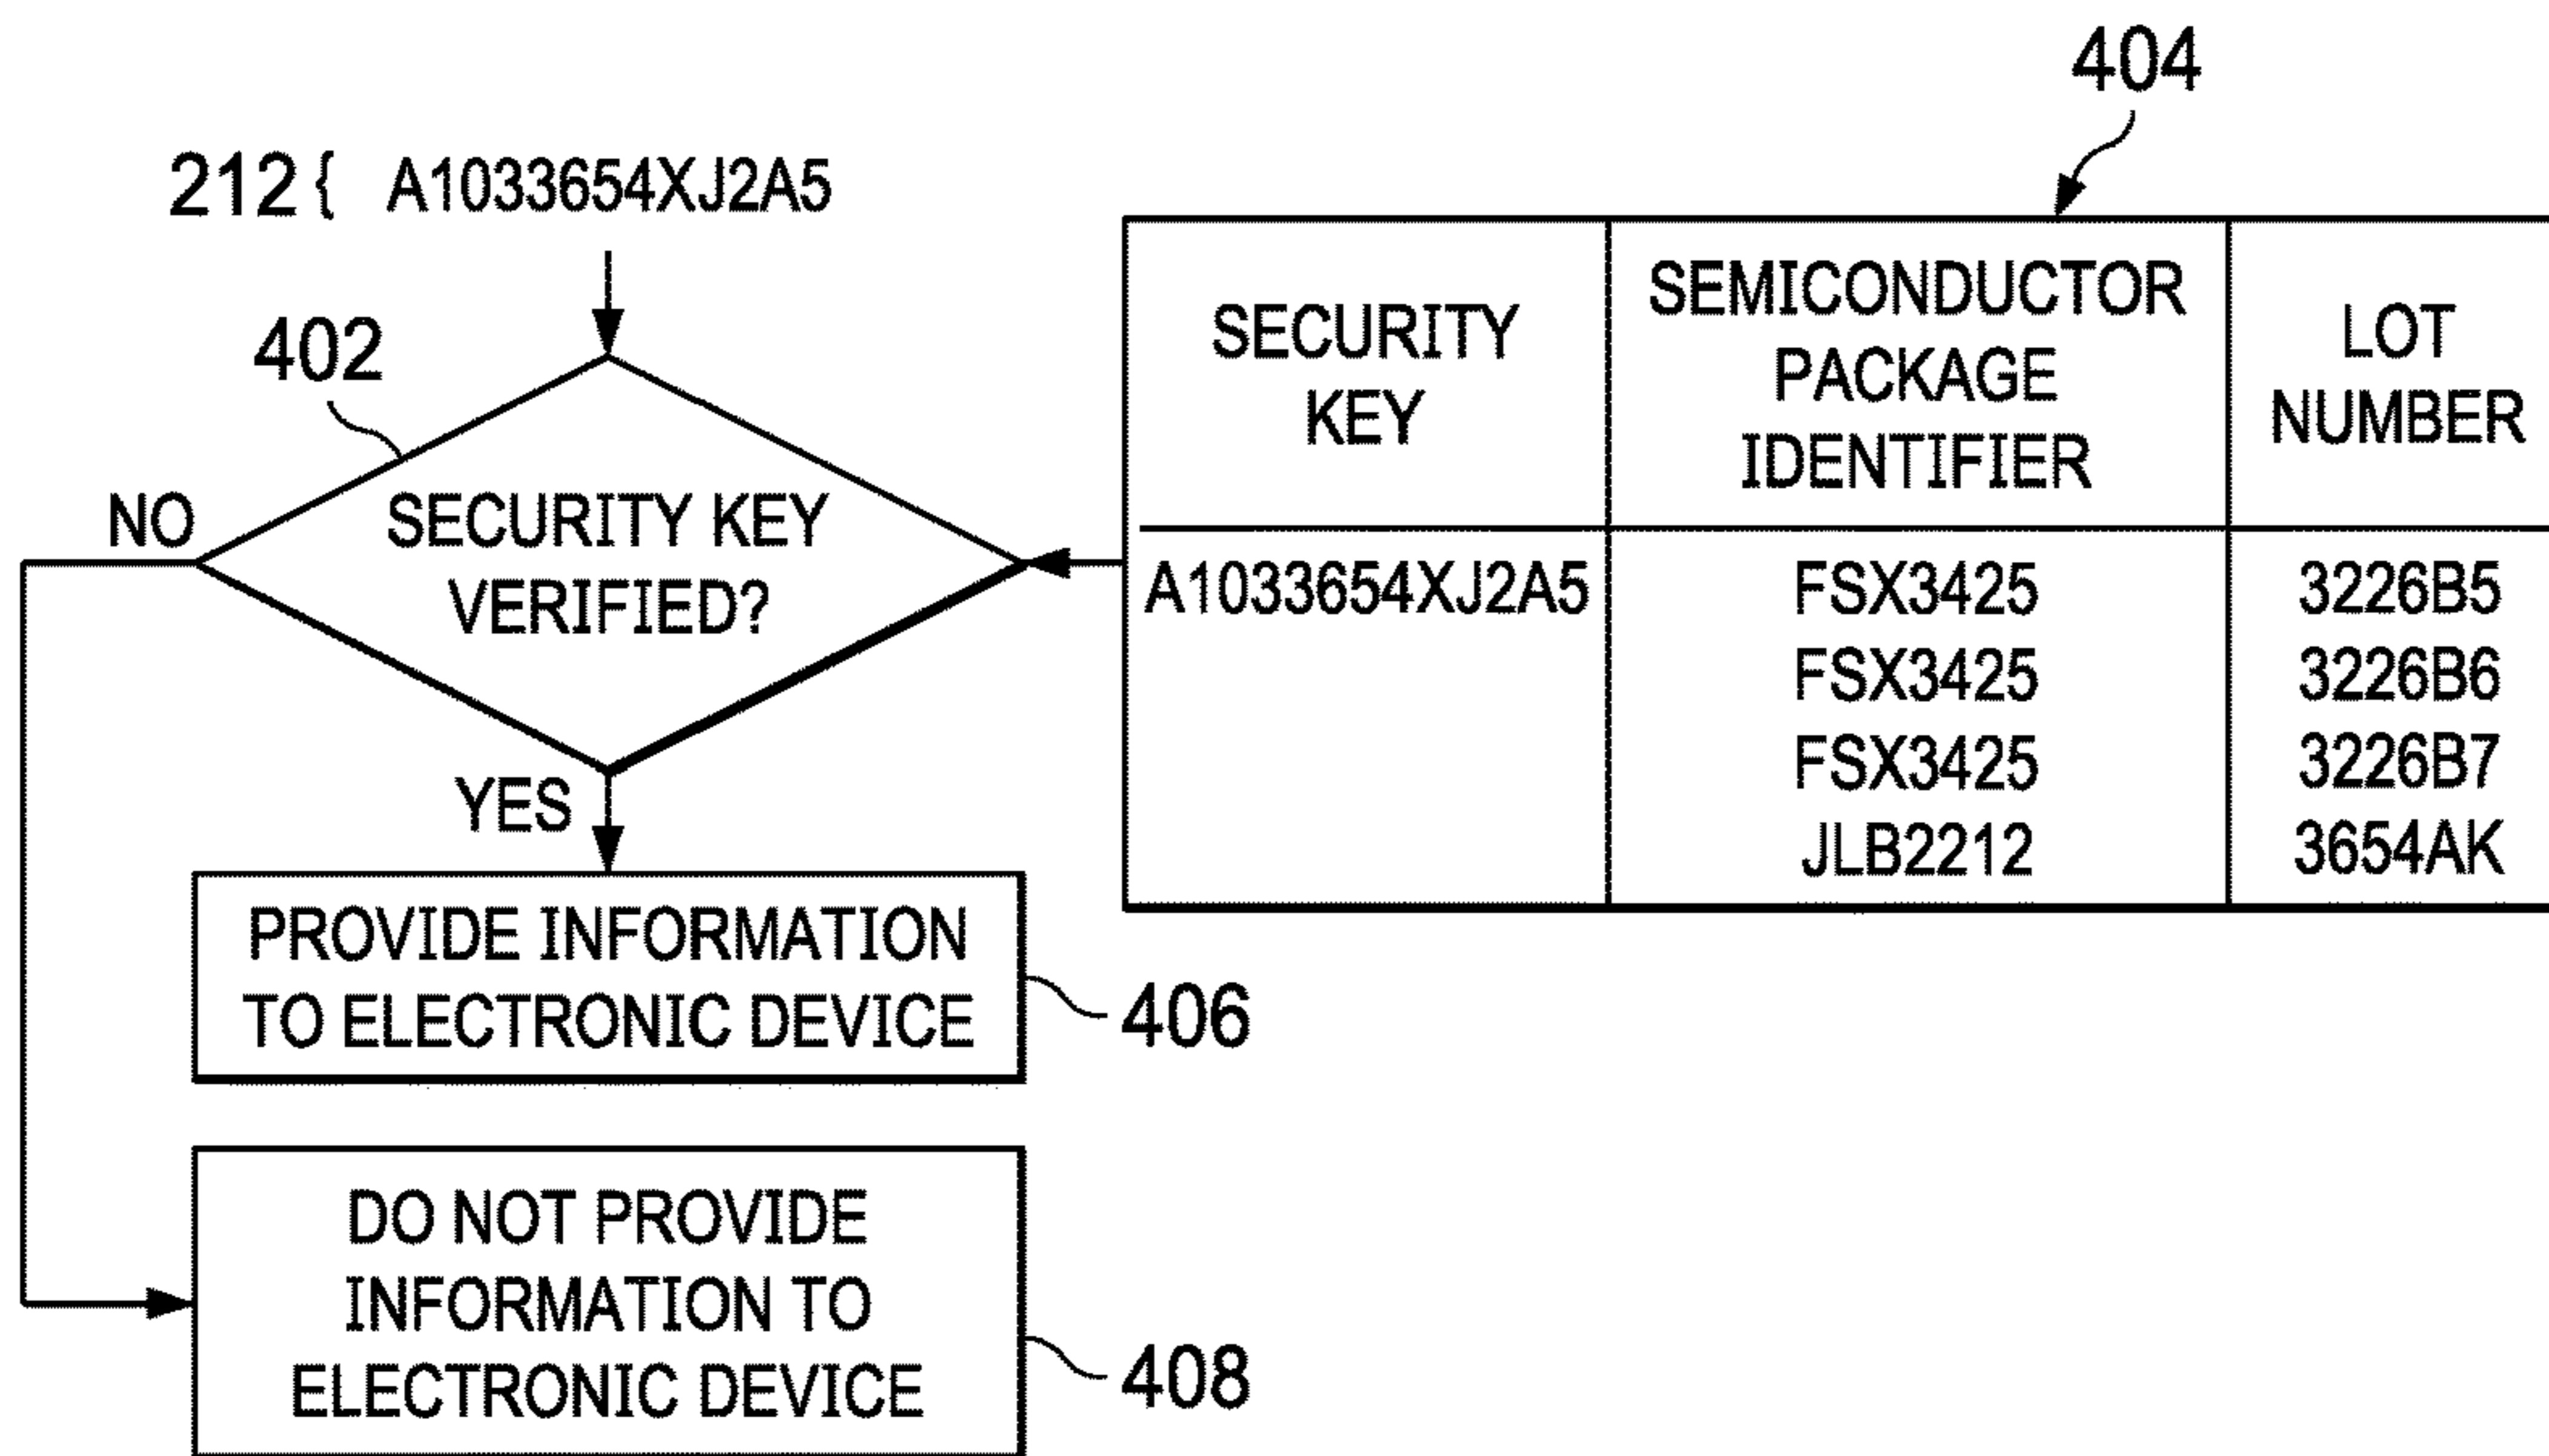 404
212 { A1033654XJ2A5
402
SECURITY KEY
VERIFIED?
NO
YES
SECURITY
KEY
SEMICONDUCTOR
PACKAGE
IDENTIFIER
LOT
NUMBER
A1033654XJ2A5 FSX3425 3226B5
FSX3425 3226B6
FSX3425 3226B7
JLB2212 3654AK
PROVIDE INFORMATION
TO ELECTRONIC DEVICE
406
DO NOT PROVIDE
INFORMATION TO
ELECTRONIC DEVICE
408